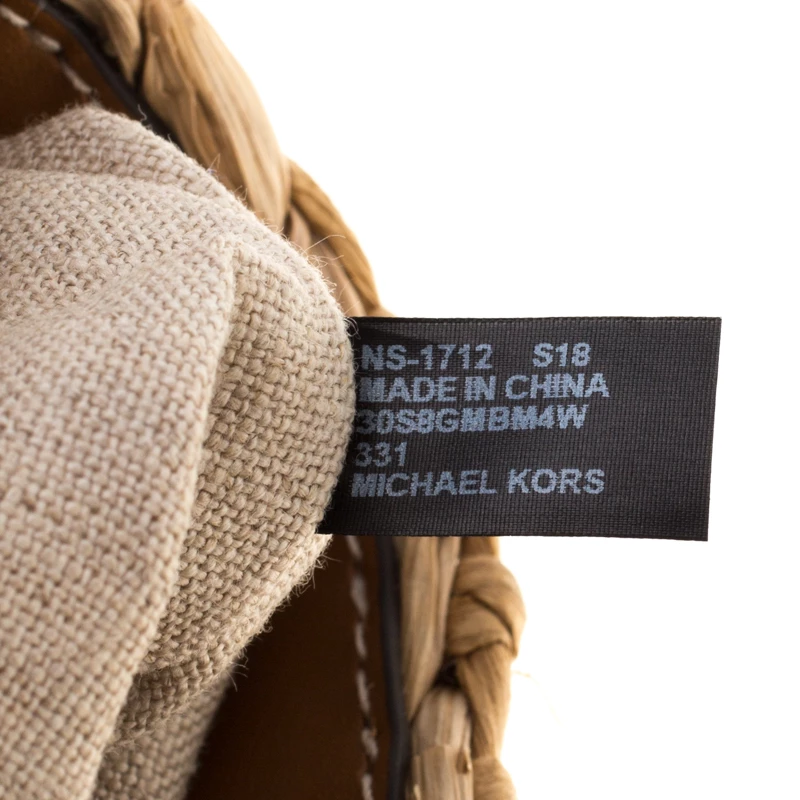 NS-1712 S18
MADE IN CHINA
30S8GMBM4W
331
MICHAEL KORS